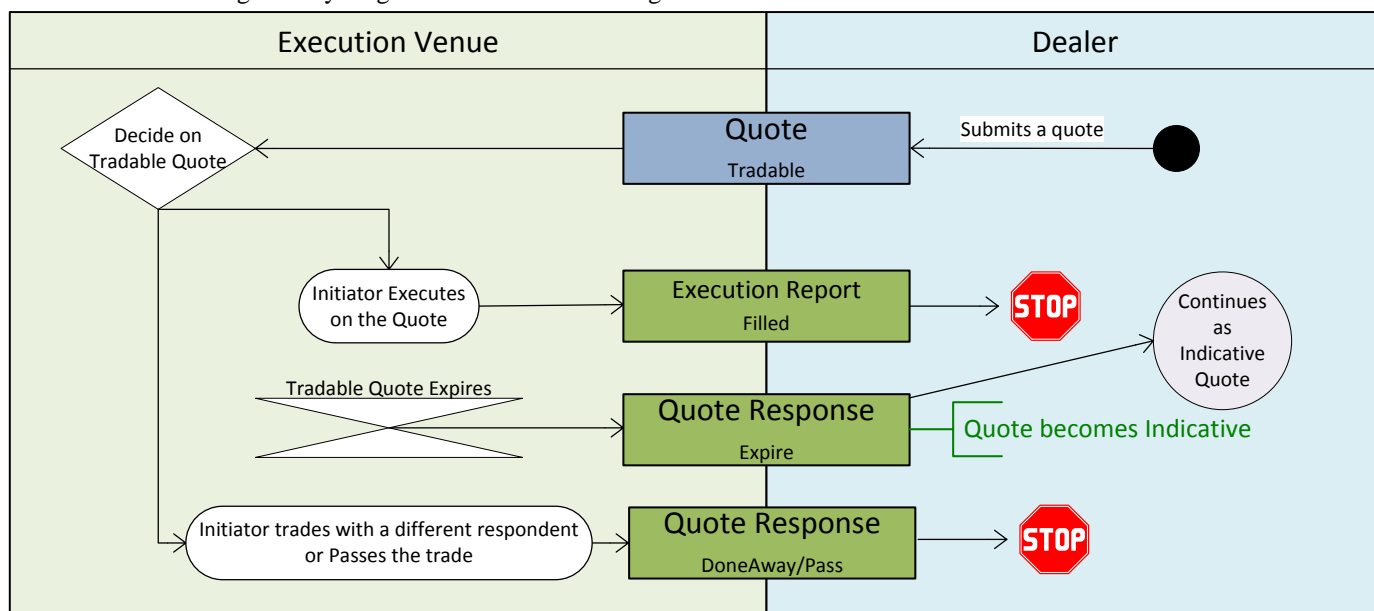 Execution Venue
Dealer
Decide on
Tradable Quote
Quote
Tradable
Submits a quote
Initiator Executes
on the Quote
Execution Report
Filled
STOP
Continues
as
Indicative
Quote
Tradable Quote Expires
Quote Response
Expire
Quote becomes Indicative
Initiator trades with a different respondent
or Passes the trade
Quote Response
DoneAway/Pass
STOP